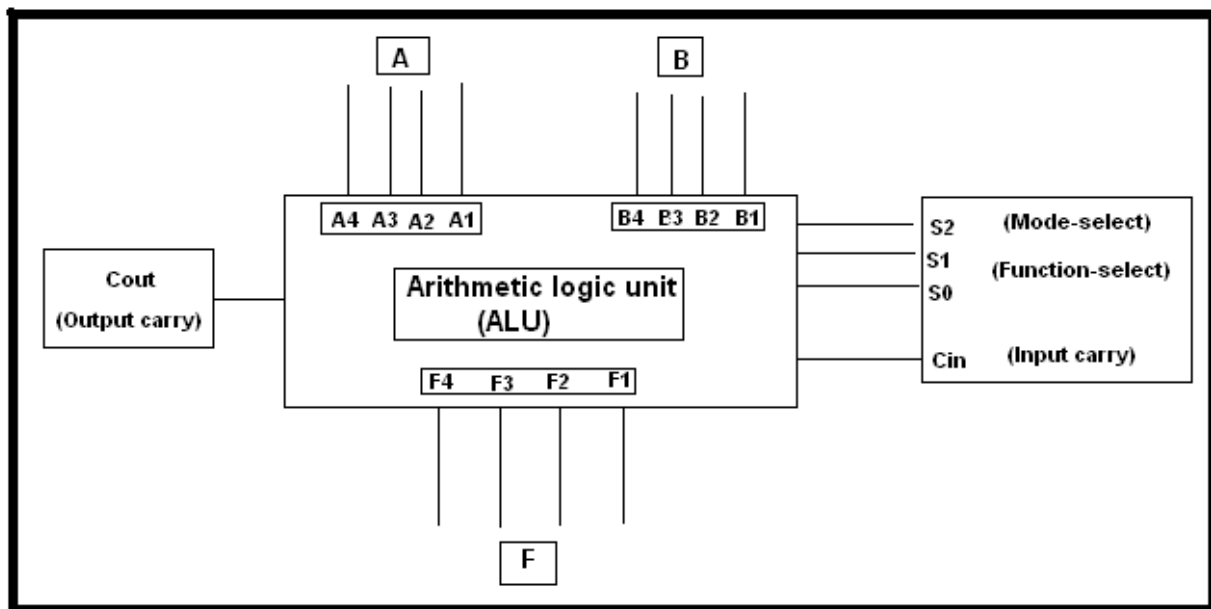 A
B
A4 A3 A2 A1
B4 B3 B2 B1
S2 (Mode-select)
S1 (Function-select)
S0
Cin (Input carry)
Cout
(Output carry)
Arithmetic logic unit
(ALU)
F4 F3 F2 F1
F